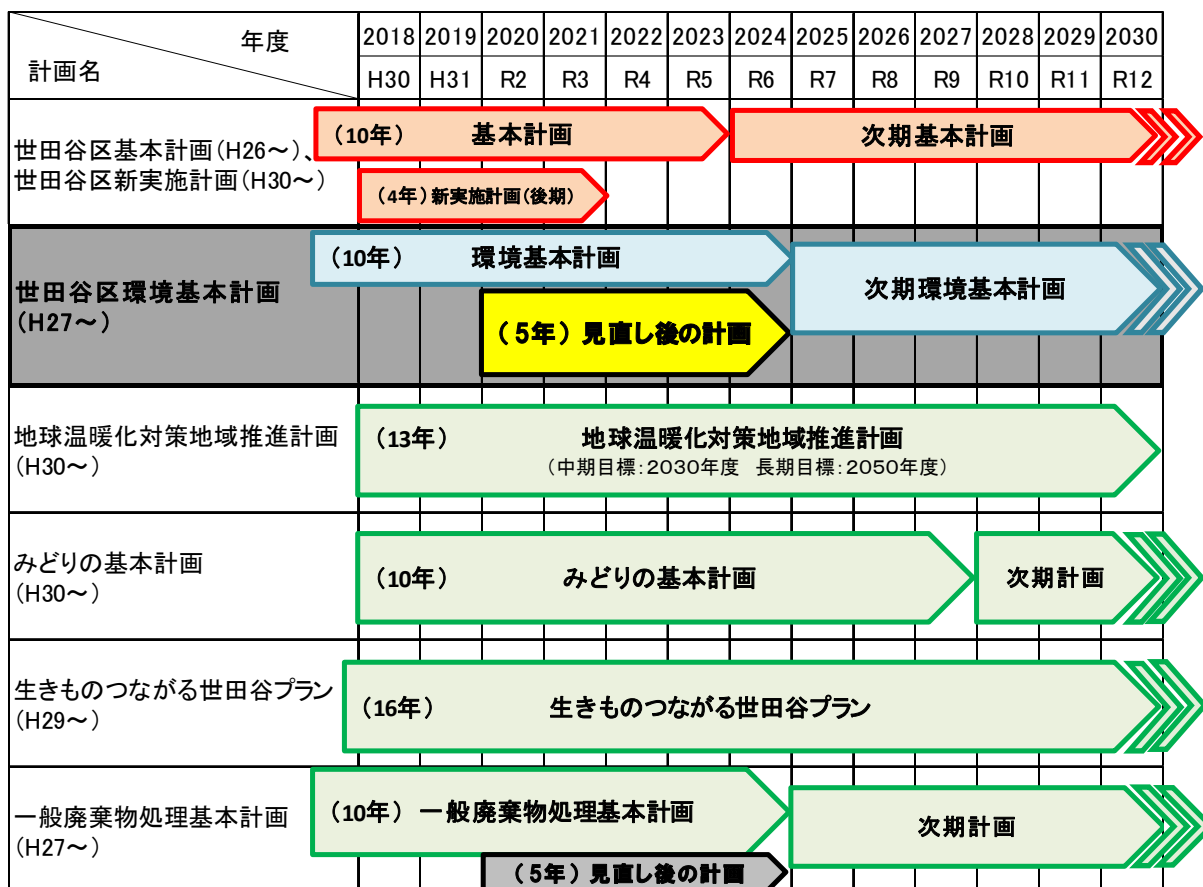 年度
計画名
2018 2019 2020 2021 2022 2023 2024 2025 2026 2027 2028 2029 2030
H30 H31 R2 R3 R4 R5 R6 R7 R8 R9 R10 R11 R12
世田谷区基本計画(H26～)、
世田谷区新実施計画(H30～)
(10年) 基本計画
次期基本計画
(4年)新実施計画(後期)
世田谷区環境基本計画
(H27～)
(10年) 環境基本計画
次期環境基本計画
(5年)見直し後の計画
地球温暖化対策地域推進計画
(H30～)
(13年) 地球温暖化対策地域推進計画
(中期目標:2030年度 長期目標:2050年度)
みどりの基本計画
(H30～)
(10年) みどりの基本計画
次期計画
生きものつながる世田谷プラン
(H29～)
(16年) 生きものつながる世田谷プラン
一般廃棄物処理基本計画
(H27～)
(10年)一般廃棄物処理基本計画
次期計画
(5年)見直し後の計画